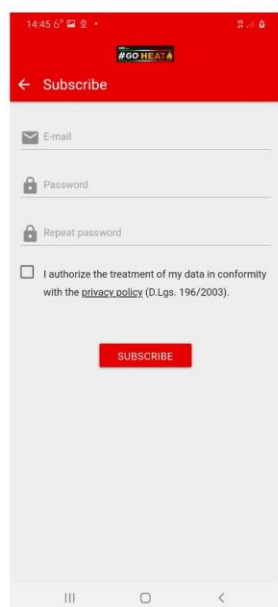 14:45 6°
#GO HEAT
Subscribe
E-mail
Password
Repeat password
I authorize the treatment of my data in conformity
with the privacy policy (D.Lgs. 196/2003).
SUBSCRIBE